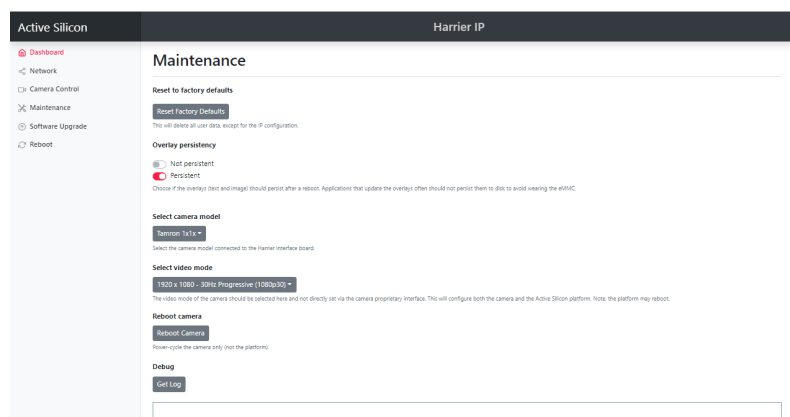 Active Silicon
Harrier IP
Dashboard
Network
Camera Control
Maintenance
Software Upgrade
Reboot
Maintenance
Reset to factory defaults
Reset Factory Defaults
This will delete all user data, except for the IP configuration.
Overlay persistency
Not persistent
Persistent
Choose if the overlays (text and image) should persist after a reboot. Applications that update the overlays often should not persist them to disk to avoid wearing the eMMC.
Select camera model
Tamron 1x1x
Select the camera model connected to the Harrier interface board.
Select video mode
1920 x 1080 - 30Hz Progressive (1080p30)
The video mode of the camera should be selected here and not directly set via the camera proprietary interface. This will configure both the camera and the Active Silicon platform. Note, the platform may reboot.
Reboot camera
Reboot Camera
Power-cycle the camera only (not the platform).
Debug
Get Log